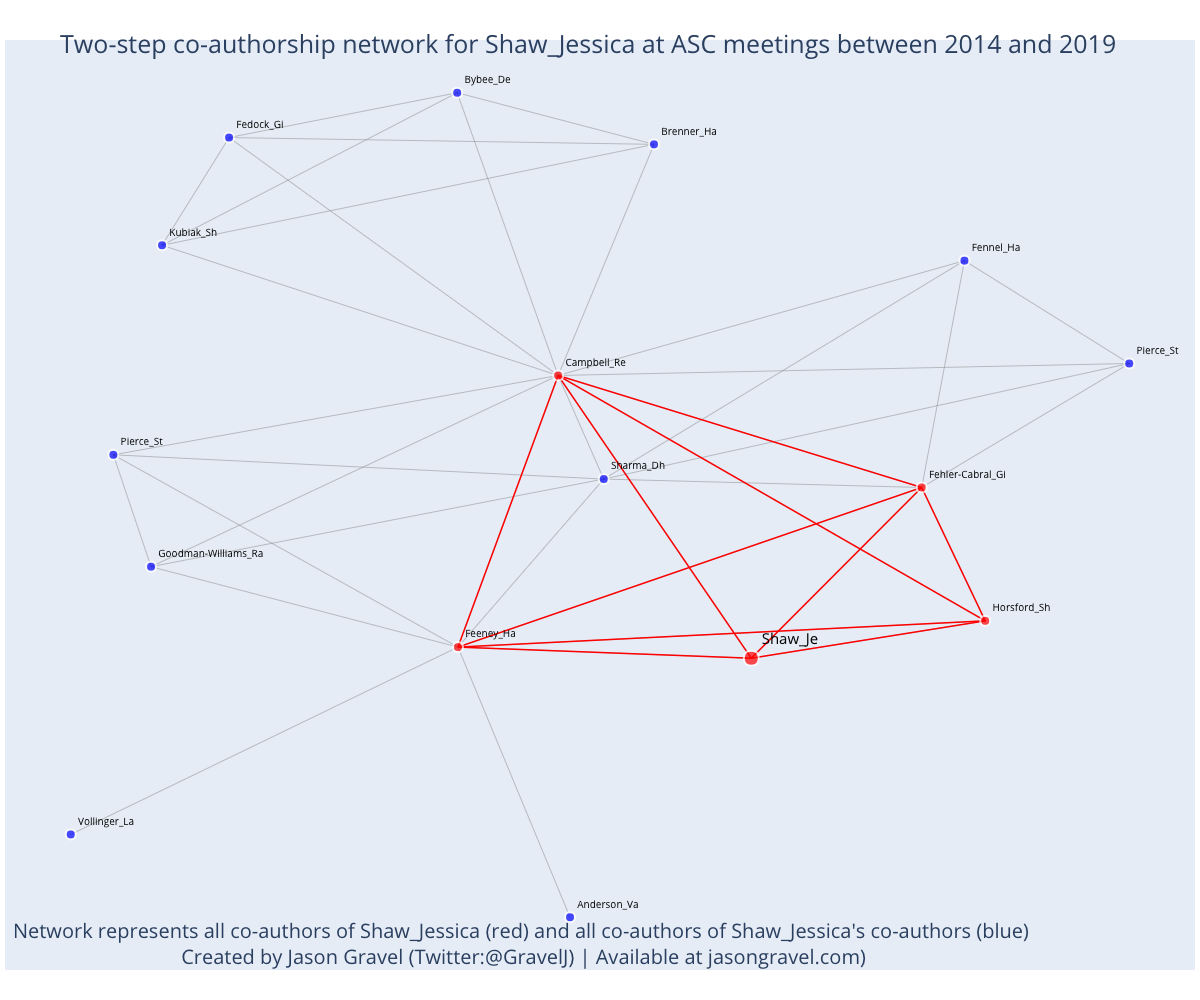 Two-step co-authorship network for Shaw_Jessica at ASC meetings between 2014 and 2019
Bybee_De
Fedock_Gi
Brenner_Ha
Kubiak_Sh
Fennel_Ha
Pierce_St
Campbell_Re
Pierce_St
Sharma_Dh
Fehler-Cabral_Gi
Goodman-Williams_Ra
Horsford_Sh
Feeney_Ha
Shaw_Je
Vollinger_La
Anderson_Va
Network represents all co-authors of Shaw_Jessica (red) and all co-authors of Shaw_Jessica's co-authors (blue)
Created by Jason Gravel (Twitter:@GravelJ) | Available at jasongravel.com)